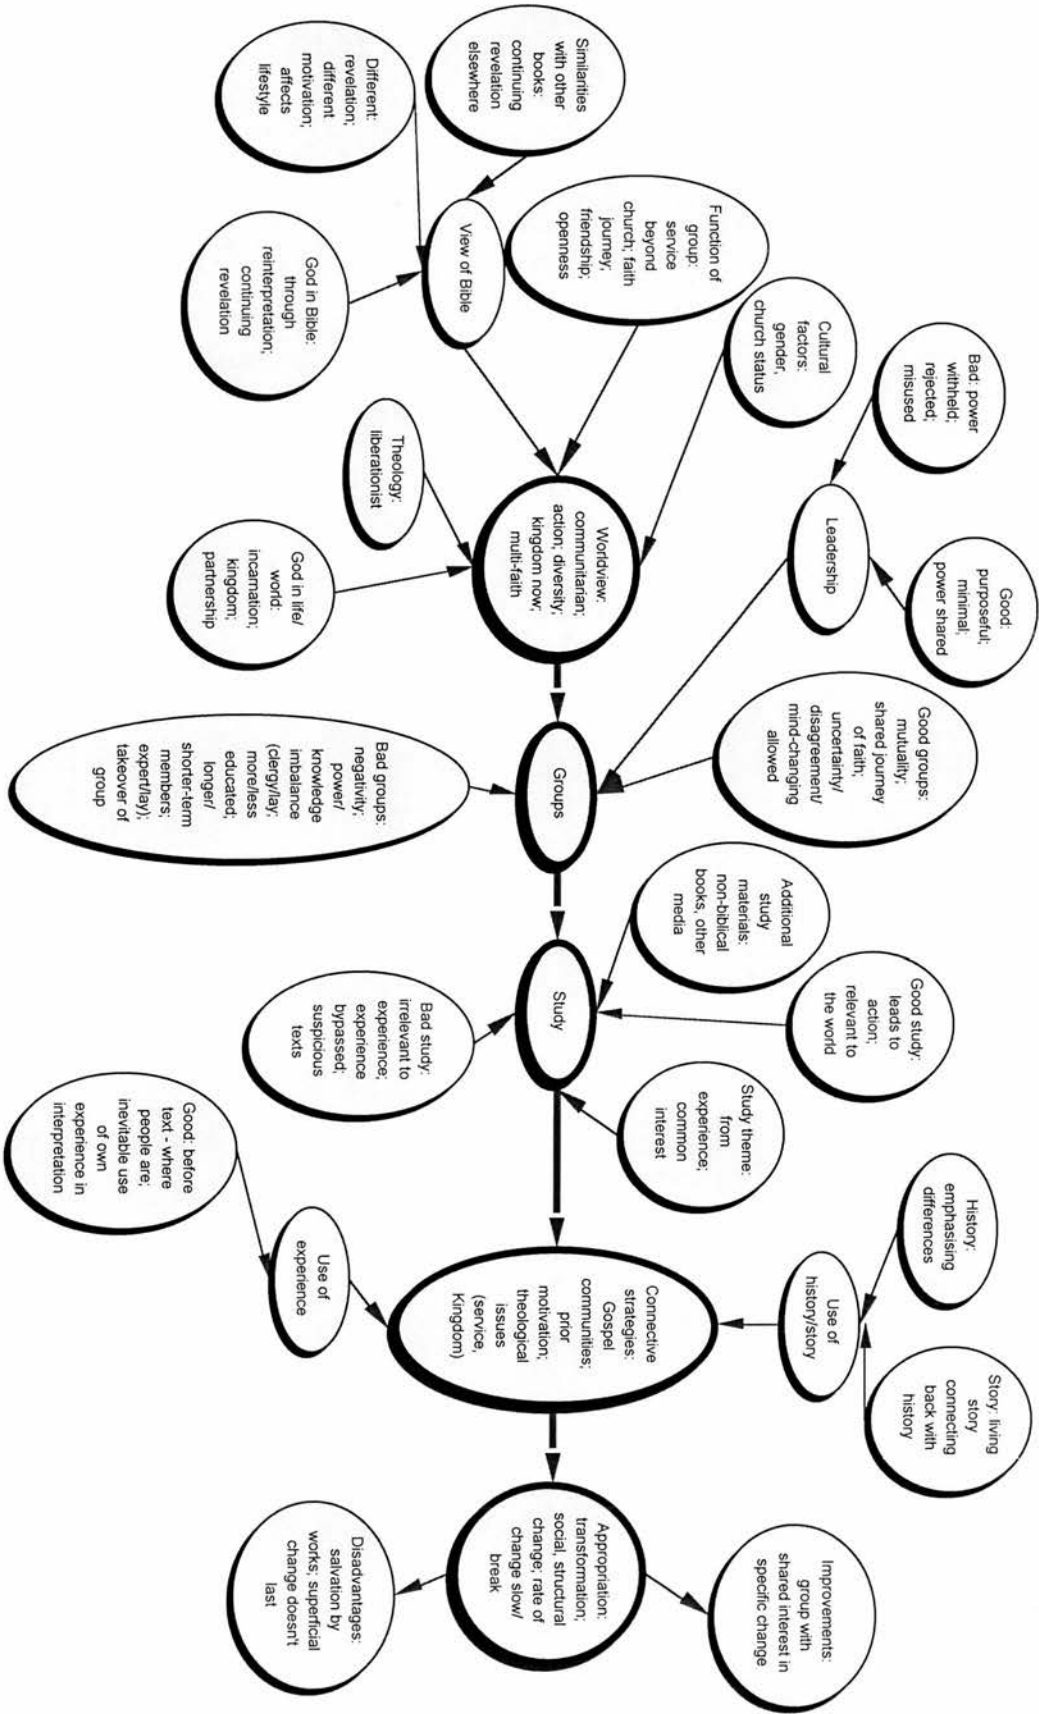 Similarities
with other
books:
continuing
revelation
elsewhere
Different:
revelation;
different
motivation;
affects
lifestyle
View of Bible
God in Bible:
through
reinterpretation;
continuing
revelation
Function of
group:
service
beyond
church; faith
journey;
friendship;
openness
Cultural
factors:
gender,
church status
Theology:
liberationist
God in life/
world:
incarnation;
kingdom;
partnership
Worldview:
communitarian;
action; diversity;
kingdom now;
multi-faith
Bad: power
withheld;
rejected;
misused
Good:
purposeful;
minimal;
power shared
Leadership
Good groups:
mutuality;
shared journey
of faith;
uncertainty/
disagreement/
mind-changing
allowed
Groups
Bad groups:
negativity;
power/
knowledge
imbalance
(clergy/lay;
more/less
educated;
longer/
shorter-term
members;
expert/lay);
takeover of
group
Additional
study
materials:
non-biblical
books, other
media
Good study:
leads to
action;
relevant to
the world
Study
Bad study:
irrelevant to
experience;
experience
bypassed;
suspicious
texts
Study theme:
from
experience;
common
interest
History:
emphasising
differences
Story: living
story
connecting
back with
history
Use of
history/story
Connective
strategies:
Gospel
communities;
prior
motivation;
theological
issues
(service,
Kingdom)
Use of
experience
Good: before
text - where
people are;
inevitable use
of own
experience in
interpretation
Improvements:
group with
shared interest in
specific change
Appropriation:
transformation;
social, structural
change; rate of
change slow/
break
Disadvantages:
salvation by
works; superficial
change doesn't
last